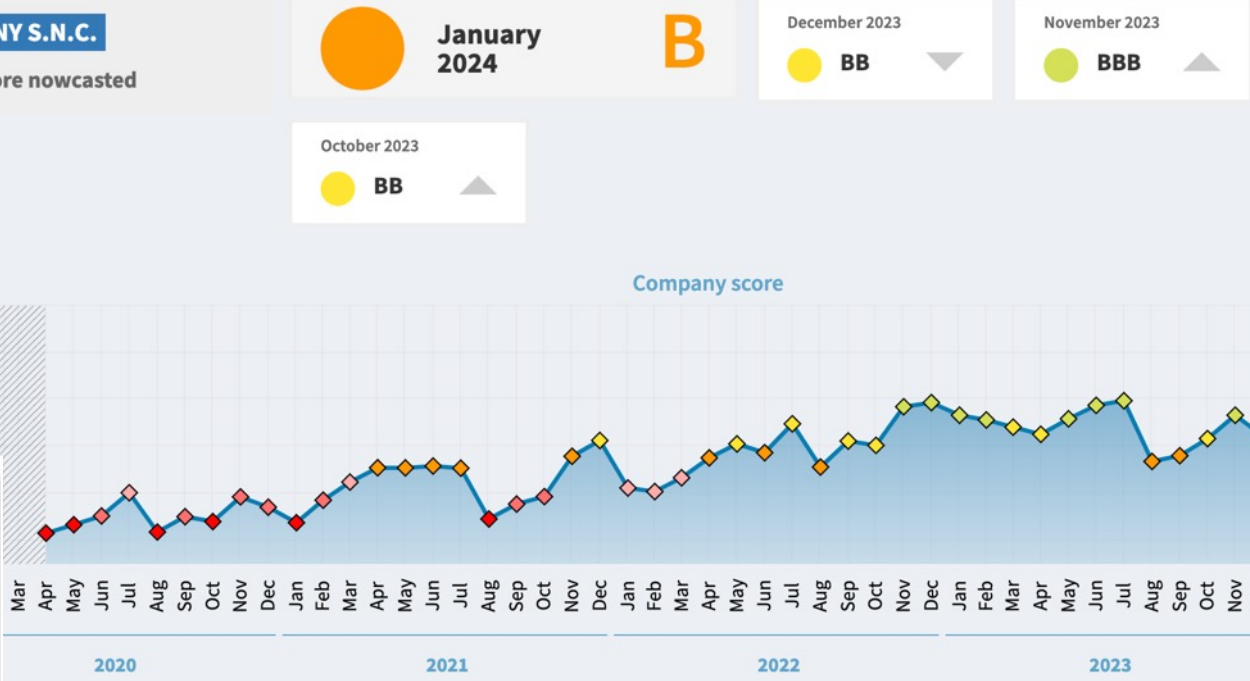 NY S.N.C.
ore nowcasted
January
2024
B
December 2023
BB
November 2023
BBB
October 2023
BB
Company score
Mar Apr May Jun Jul Aug Sep Oct Nov Dec Jan Feb Mar Apr May Jun Jul Aug Sep Oct Nov Dec Jan Feb Mar Apr May Jun Jul Aug Sep Oct Nov Dec Jan Feb Mar Apr May Jun Jul Aug Sep Oct Nov
2020 2021 2022 2023